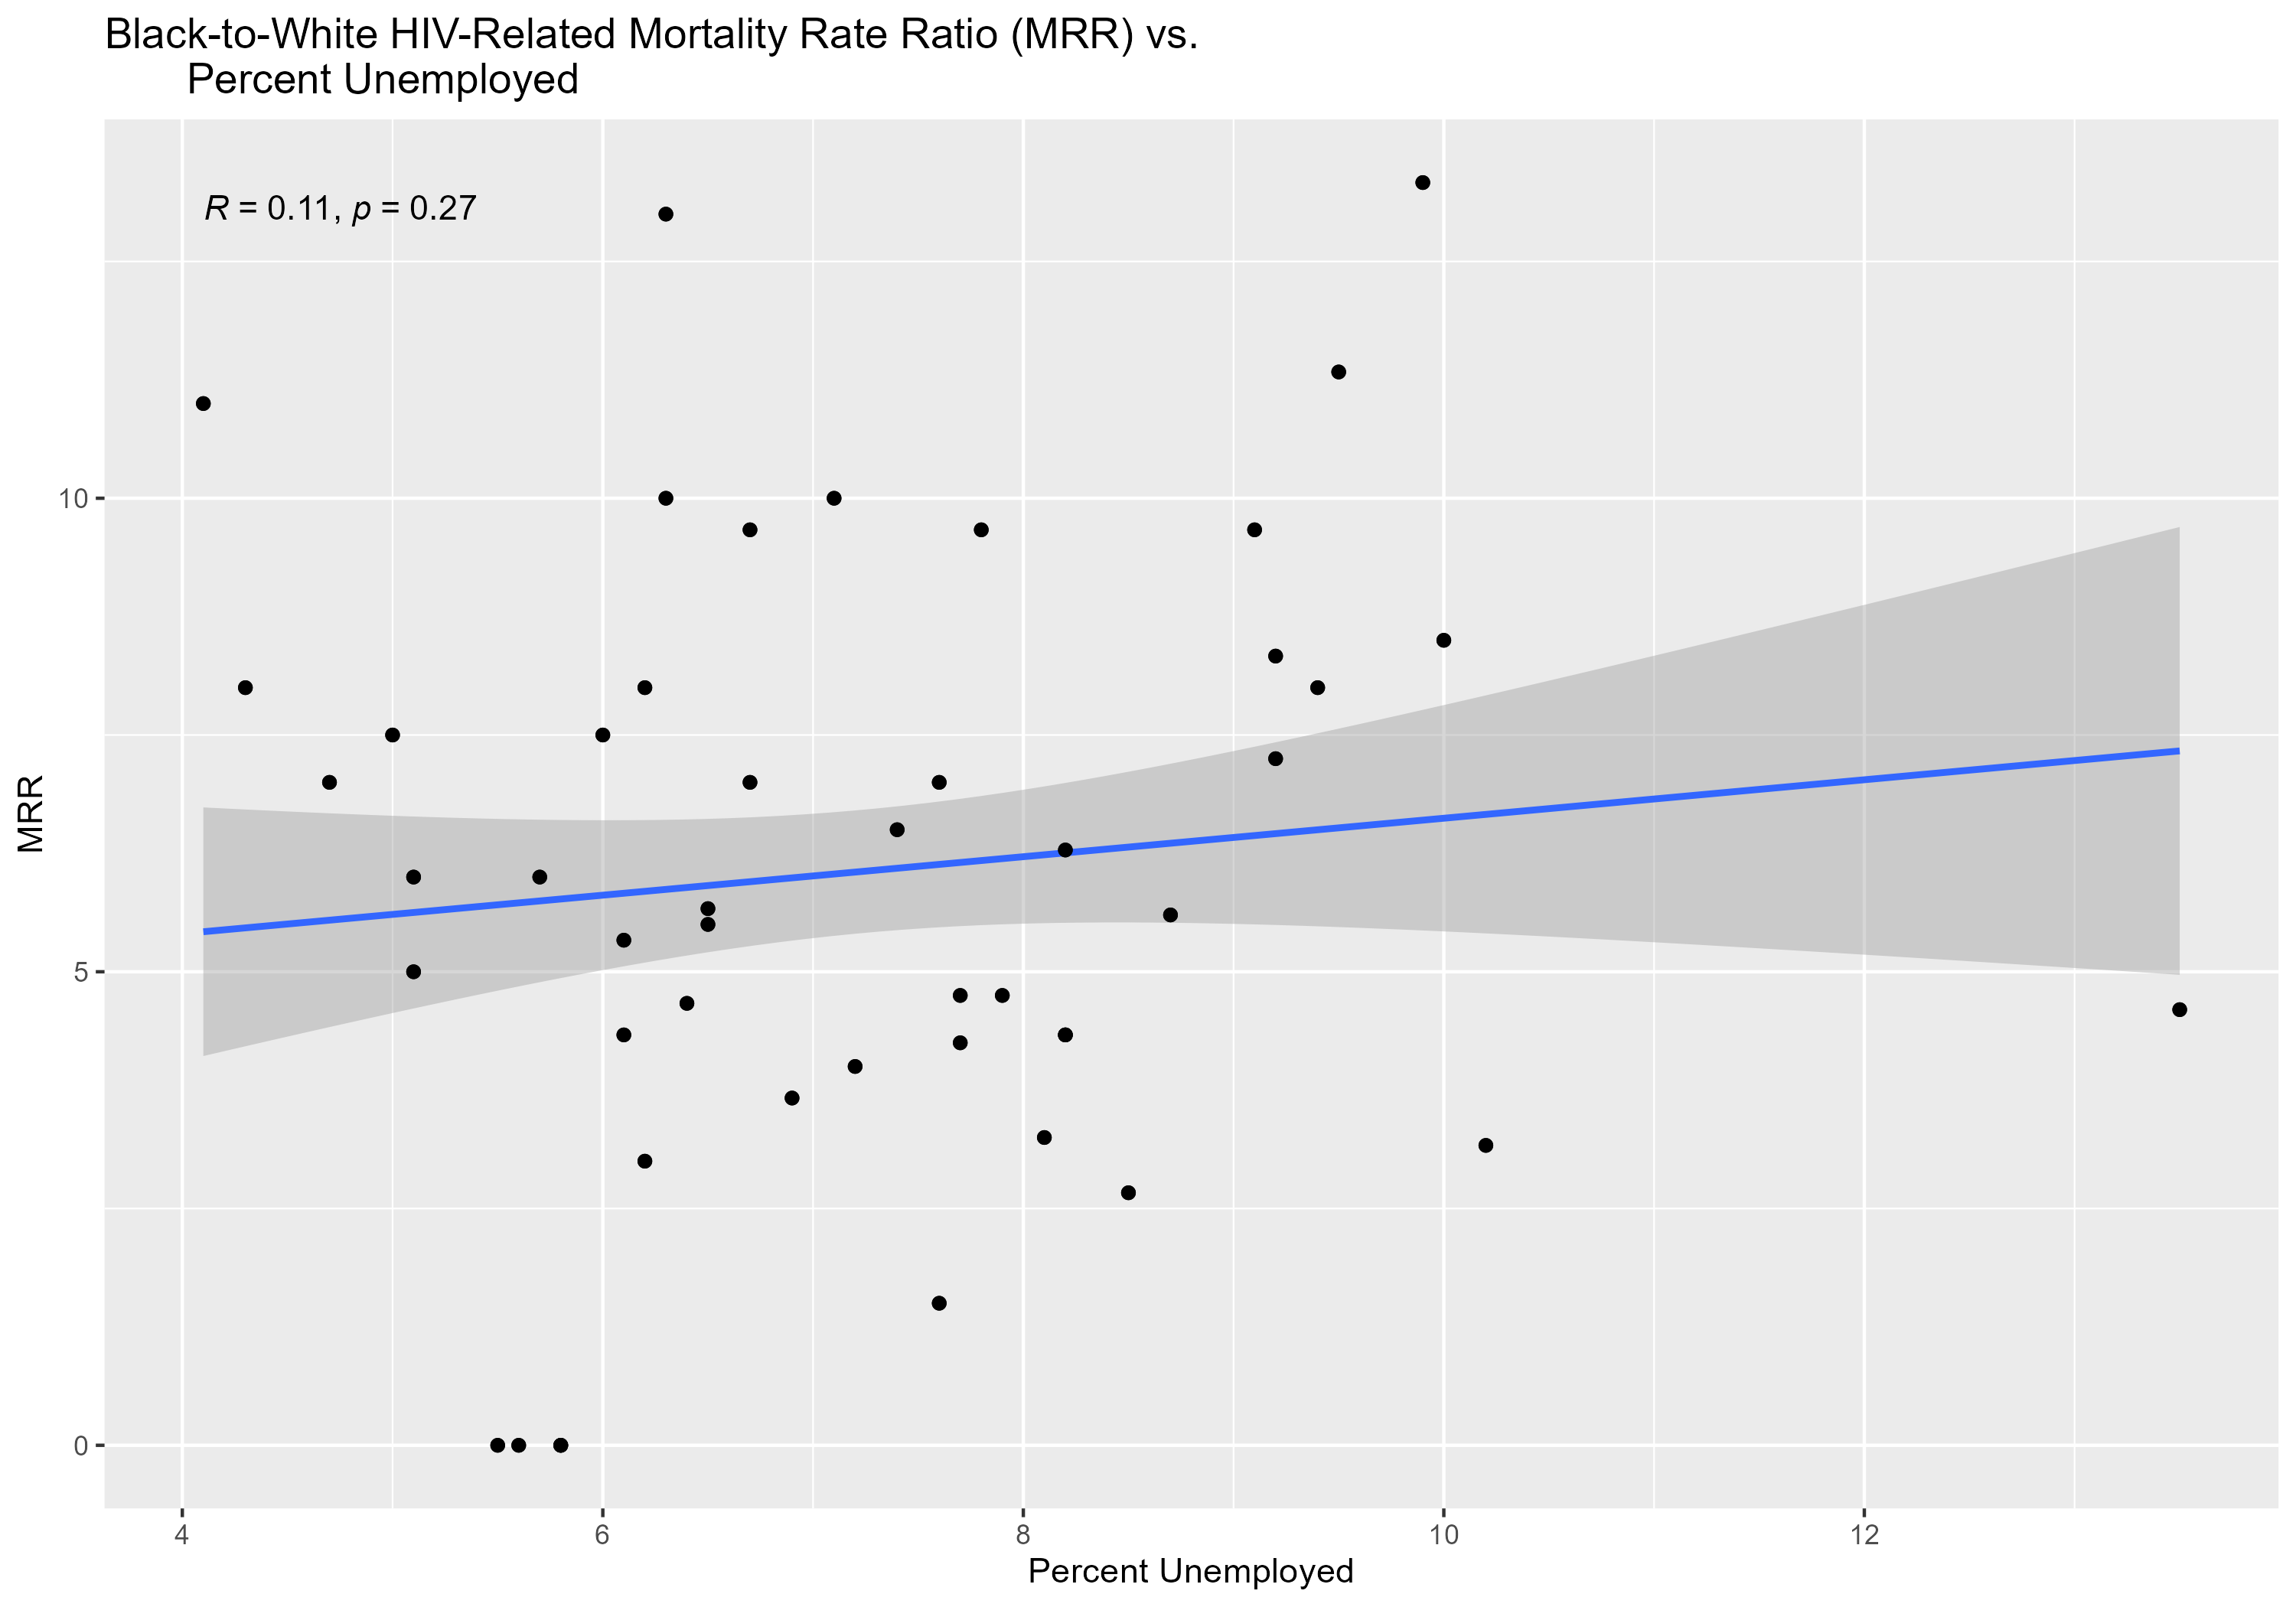 Black-to-White HIV-Related Mortality Rate Ratio (MRR) vs.
Percent Unemployed
R = 0.11, p = 0.27
MRR
10
5
0
4
6
8
10
12
Percent Unemployed